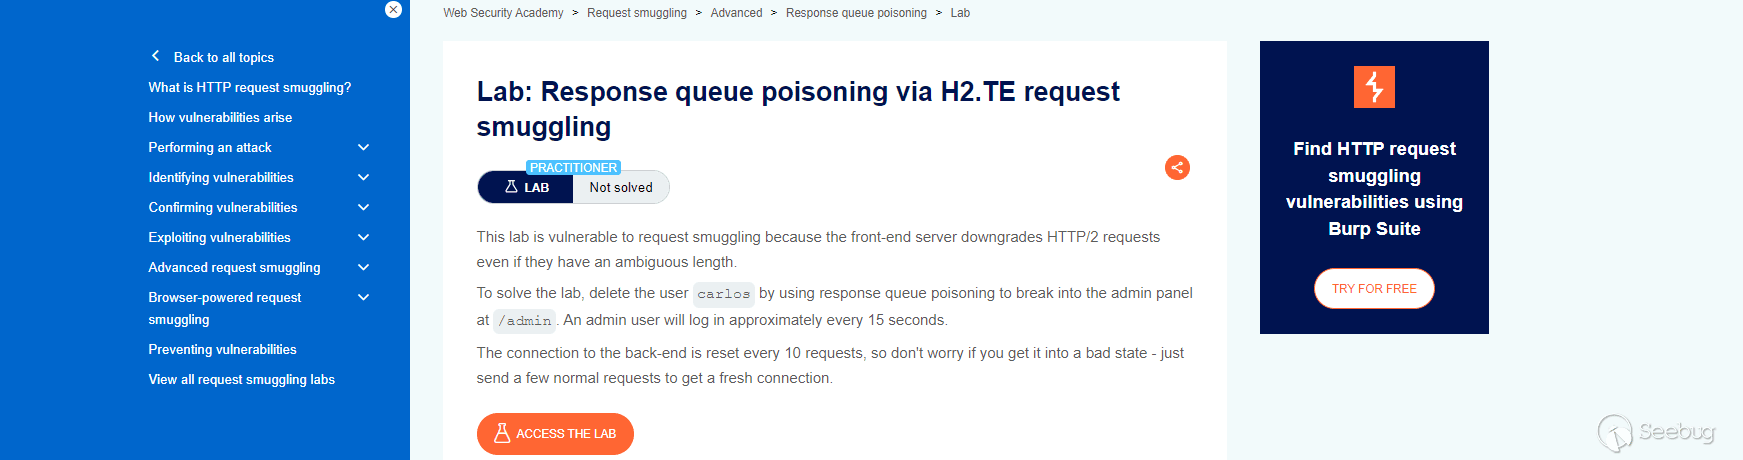 Web Security Academy > Request smuggling > Advanced > Response queue poisoning > Lab
Back to all topics
What is HTTP request smuggling?
How vulnerabilities arise
Performing an attack
Identifying vulnerabilities
Confirming vulnerabilities
Exploiting vulnerabilities
Advanced request smuggling
Browser-powered request
smuggling
Preventing vulnerabilities
View all request smuggling labs
Lab: Response queue poisoning via H2.TE request
smuggling
PRACTITIONER
LAB Not solved
This lab is vulnerable to request smuggling because the front-end server downgrades HTTP/2 requests
even if they have an ambiguous length.
To solve the lab, delete the user carlos by using response queue poisoning to break into the admin panel
at /admin. An admin user will log in approximately every 15 seconds.
The connection to the back-end is reset every 10 requests, so don't worry if you get it into a bad state - just
send a few normal requests to get a fresh connection.
ACCESS THE LAB
Find HTTP request
smuggling
vulnerabilities using
Burp Suite
TRY FOR FREE
Seebug